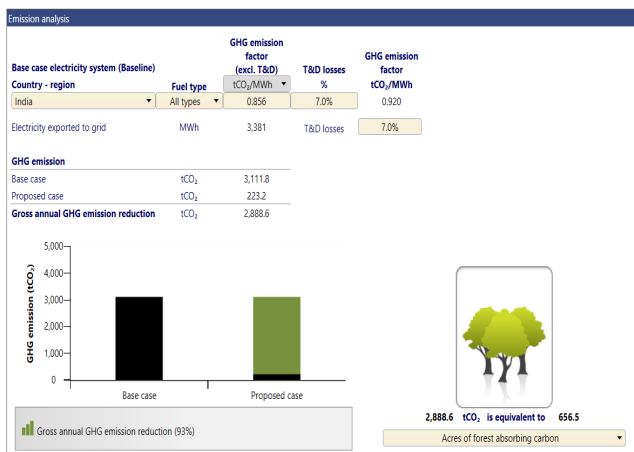 Emission analysis
GHG emission
factor
(excl. T&D)
T&D losses
GHG emission
factor
Base case electricity system (Baseline)
Country - region
Fuel type
tCO₂/MWh
%
tCO₂/MWh
India
All types
0.856
7.0%
0.920
Electricity exported to grid
MWh
3,381
T&D losses
7.0%
GHG emission
Base case
tCO₂
3,111.8
Proposed case
tCO₂
223.2
Gross annual GHG emission reduction
tCO₂
2,888.6
GHG emission (tCO₂)
5,000
4,000
3,000
2,000
1,000
0
Base case
Proposed case
2,888.6 tCO₂ is equivalent to 656.5
Gross annual GHG emission reduction (93%)
Acres of forest absorbing carbon